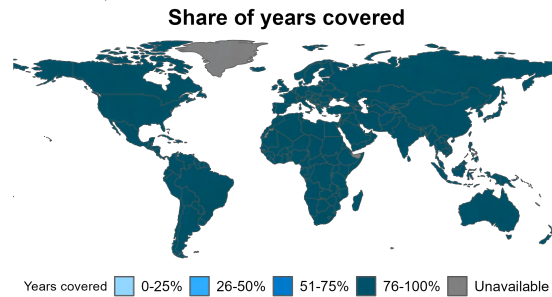 Share of years covered
Years covered 0-25% 26-50% 51-75% 76-100% Unavailable